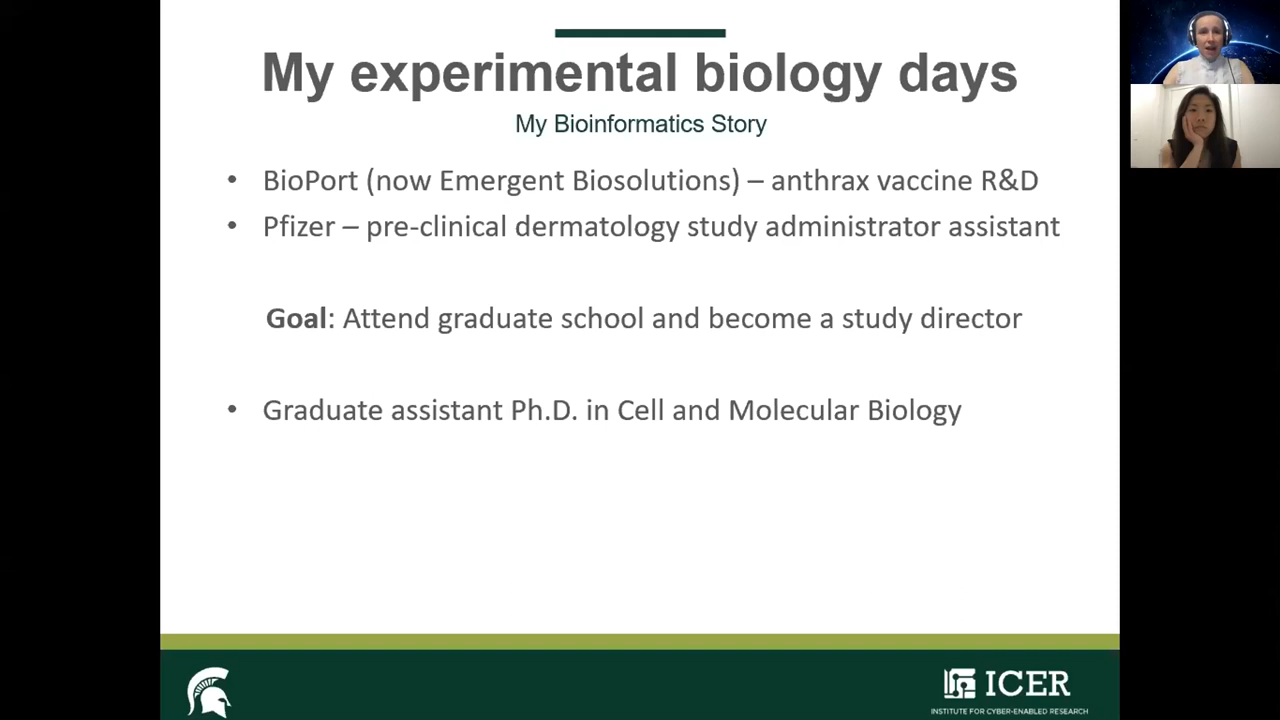 My experimental biology days
My Bioinformatics Story
• BioPort (now Emergent Biosolutions) – anthrax vaccine R&D
• Pfizer – pre-clinical dermatology study administrator assistant
Goal: Attend graduate school and become a study director
• Graduate assistant Ph.D. in Cell and Molecular Biology
ICER
INSTITUTE FOR CYBER-ENABLED RESEARCH